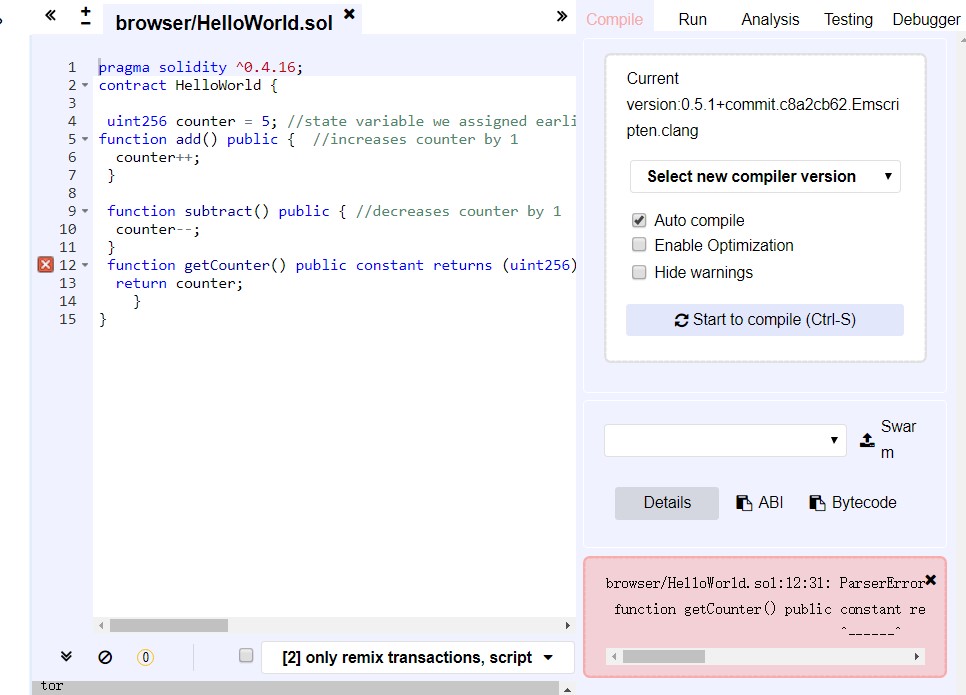 browser/HelloWorld.sol
Compile Run Analysis Testing Debugger
1 pragma solidity ^0.4.16;
2 contract HelloWorld {
3
4 uint256 counter = 5; //state variable we assigned earli
5 function add() public { //increases counter by 1
6 counter++;
7 }
8
9 function subtract() public { //decreases counter by 1
10 counter--;
11 }
12 function getCounter() public constant returns (uint256)
13 return counter;
14 }
15 }
Current
version:0.5.1+commit.c8a2cb62.Emscri
pten.clang
Select new compiler version
Auto compile
Enable Optimization
Hide warnings
Start to compile (Ctrl-S)
Swar
m
Details ABI Bytecode
browser/HelloWorld.sol:12:31: ParserError
function getCounter() public constant re
^______^
0
[2] only remix transactions, script
tor